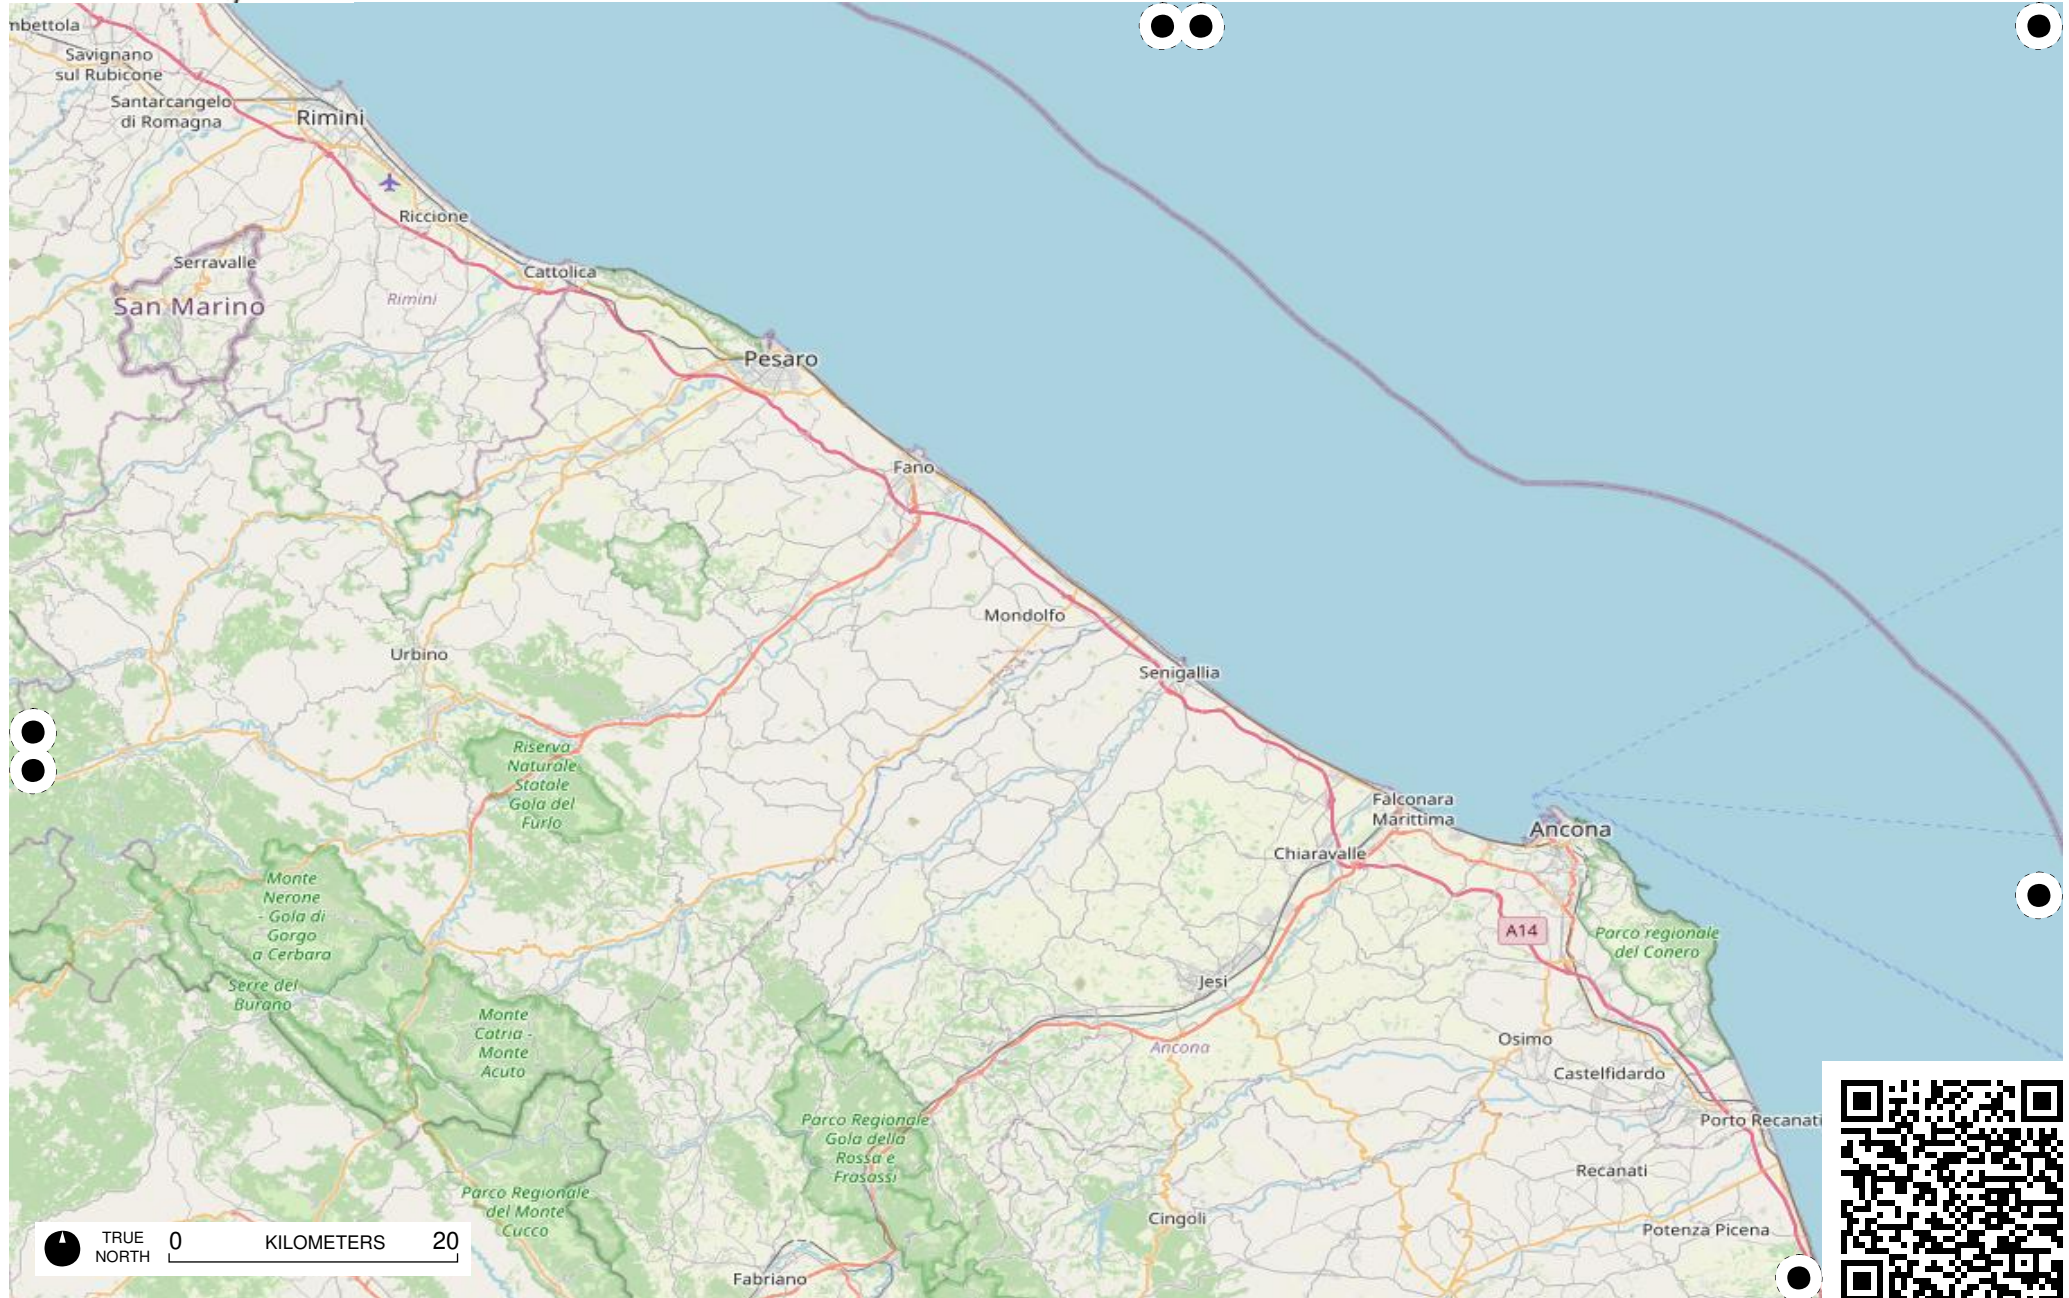 Savignano
sul Rubicone
Santarcangelo
di Romagna
Rimini
Riccione
Serravalle
San Marino
Rimini
Cattolica
Pesaro
Fano
Mondolfo
Urbino
Senigallia
Riserva
Naturale
Statale
Gola del
Furlo
Falconara
Marittima
Ancona
Chiaravalle
Monte
Nerone
- Gola di
Gorgo
a Cerbara
A14
Parco regionale
del Conero
Jesi
Serre del
Burano
Monte
Catria -
Monte
Acuto
Osimo
Ancona
Castelfidardo
Parco Regionale
Gola della
Rossa e
Frasassi
Porto Recanati
Recanati
Parco Regionale
del Monte
Cucco
Cingoli
Potenza Picena
TRUE
NORTH
0 KILOMETERS 20
Fabriano